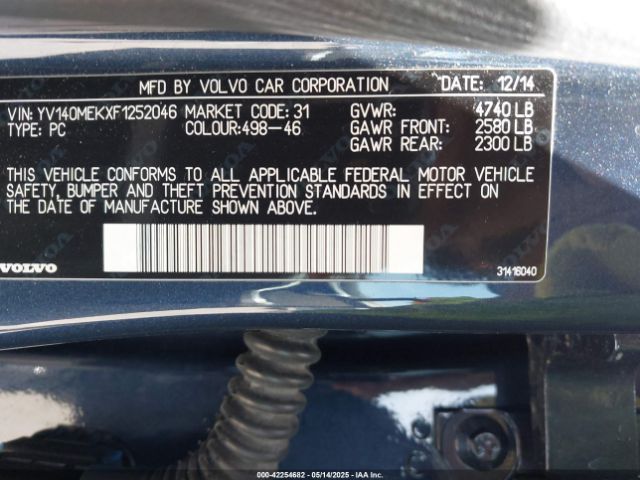 MFD BY VOLVO CAR CORPORATION DATE: 12/14
VIN: YV140MEKXF1252046 MARKET CODE: 31 GVWR: 4740 LB
TYPE: PC COLOUR:498-46 GAWR FRONT: 2580 LB
GAWR REAR: 2300 LB
THIS VEHICLE CONFORMS TO ALL APPLICABLE FEDERAL MOTOR VEHICLE
SAFETY, BUMPER AND THEFT PREVENTION STANDARDS IN EFFECT ON
THE DATE OF MANUFACTURE SHOWN ABOVE.
VOLVO
31416040
000-42254682 - 05/14/2025 - IAA Inc.